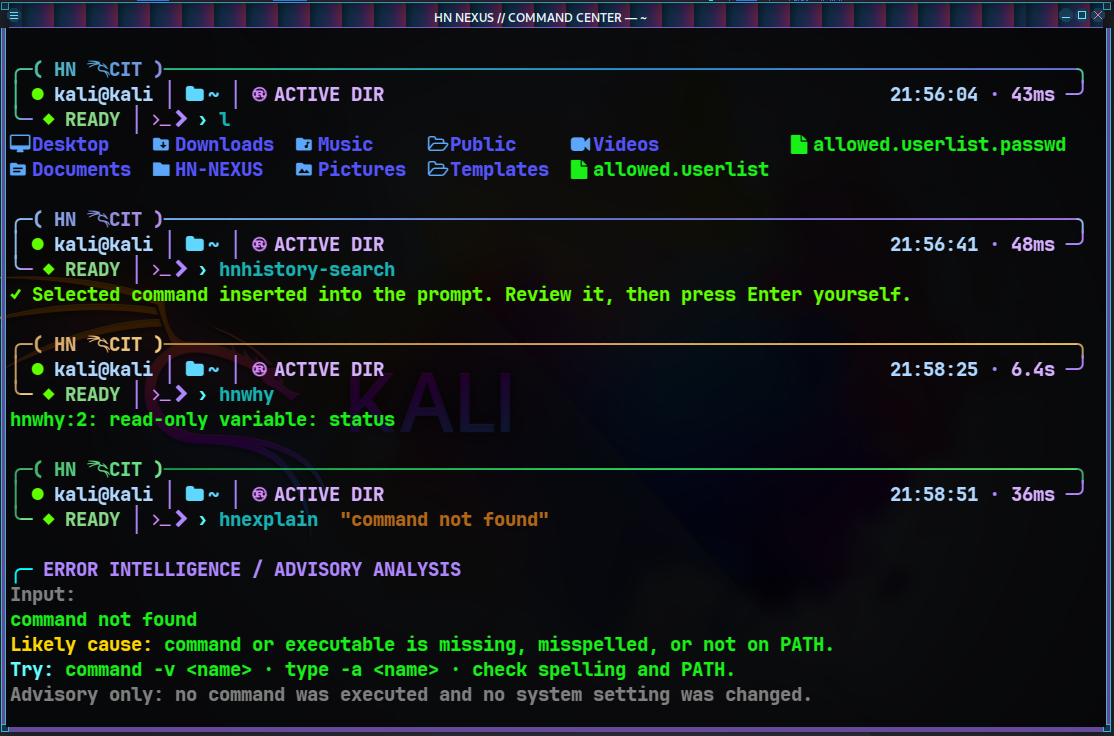 HN NEXUS // COMMAND CENTER — ~
( HN CIT )
kali@kali | ~ | ACTIVE DIR 21:56:04 · 43ms
◆ READY | >_ › l
Desktop Downloads Music Public Videos allowed.userlist.passwd
Documents HN-NEXUS Pictures Templates allowed.userlist
( HN CIT )
kali@kali | ~ | ACTIVE DIR 21:56:41 · 48ms
◆ READY | >_ › hnhistory-search
✓ Selected command inserted into the prompt. Review it, then press Enter yourself.
( HN CIT )
kali@kali | ~ | ACTIVE DIR 21:58:25 · 6.4s
◆ READY | >_ › hnwhy
hnwhy:2: read-only variable: status
KALI
( HN CIT )
kali@kali | ~ | ACTIVE DIR 21:58:51 · 36ms
◆ READY | >_ › hnexplain "command not found"
╭─ ERROR INTELLIGENCE / ADVISORY ANALYSIS
Input:
command not found
Likely cause: command or executable is missing, misspelled, or not on PATH.
Try: command -v <name> · type -a <name> · check spelling and PATH.
Advisory only: no command was executed and no system setting was changed.